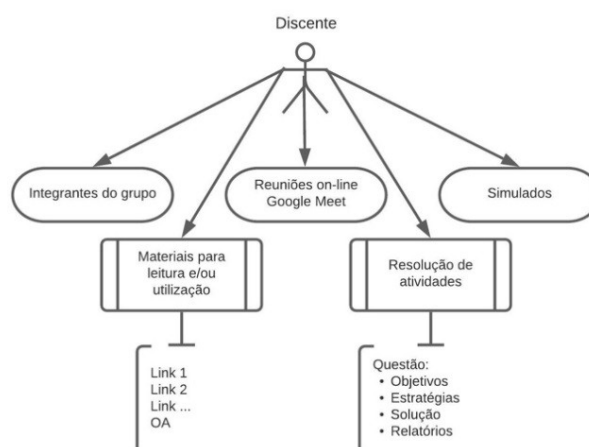 Discente
Integrantes do grupo
Reuniões on-line
Google Meet
Simulados
Materiais para
leitura e/ou
utilização
Resolução de
atividades
Link 1
Link 2
Link ...
OA
Questão:
• Objetivos
• Estratégias
• Solução
• Relatórios